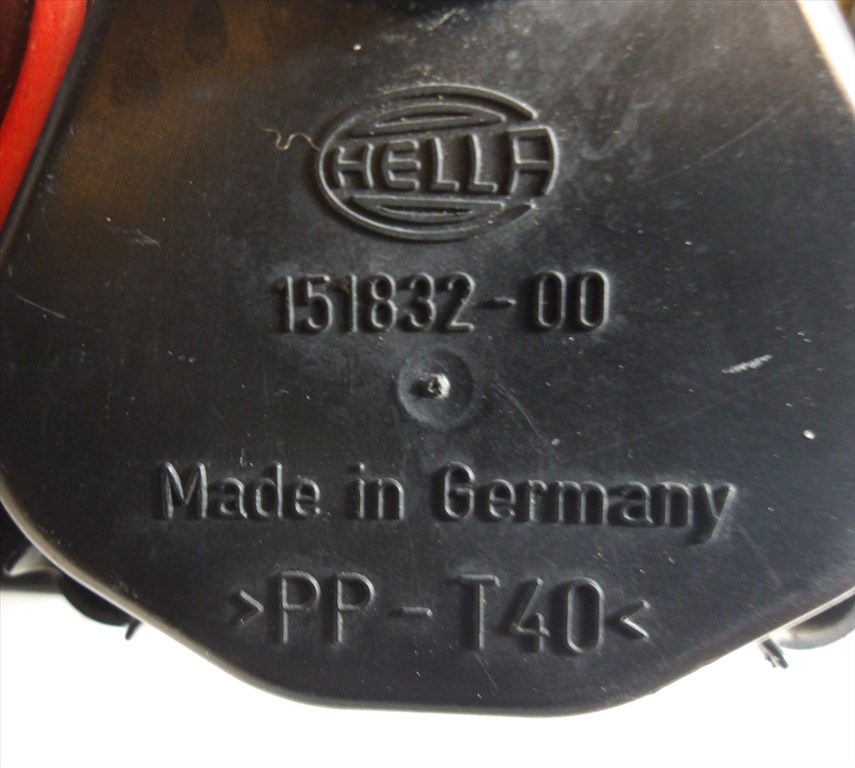 HELLA
151832-00
Made in Germany
>PP-T40<